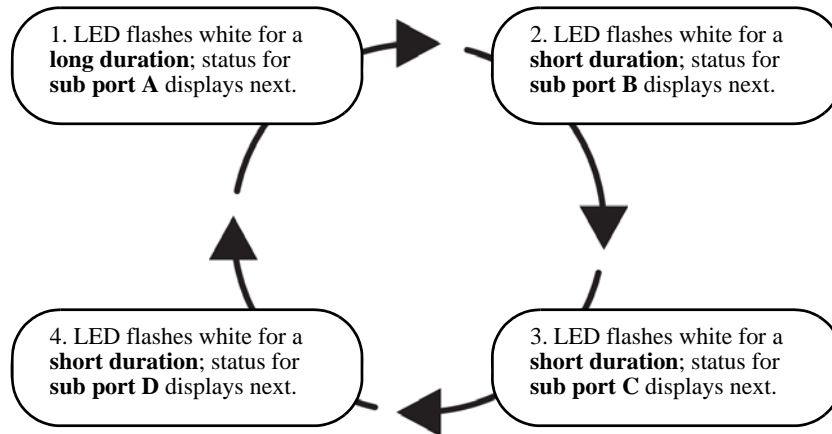 1. LED flashes white for a
long duration; status for
sub port A displays next.
2. LED flashes white for a
short duration; status for
sub port B displays next.
3. LED flashes white for a
short duration; status for
sub port C displays next.
4. LED flashes white for a
short duration; status for
sub port D displays next.